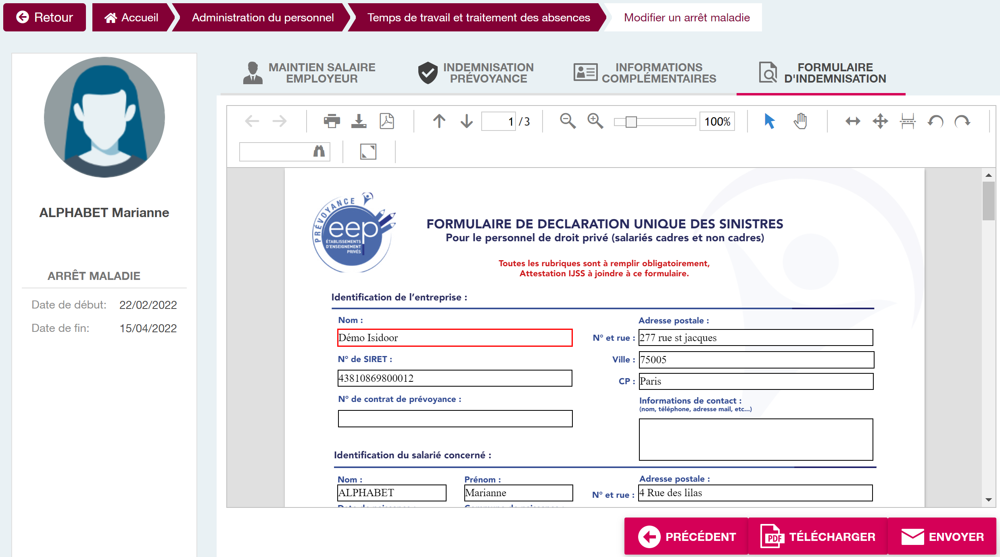 Retour
Accueil
Administration du personnel
Temps de travail et traitement des absences
Modifier un arrêt maladie
ALPHABET Marianne
ARRÊT MALADIE
Date de début: 22/02/2022
Date de fin: 15/04/2022
MAINTIEN SALAIRE
EMPLOYEUR
INDEMNISATION
PRÉVOYANCE
INFORMATIONS
COMPLÉMENTAIRES
FORMULAIRE
D'INDEMNISATION
1 / 3
100%
PRÉVOYANCE
eep
ÉTABLISSEMENTS
D'ENSEIGNEMENT
PRIVÉS
FORMULAIRE DE DECLARATION UNIQUE DES SINISTRES
Pour le personnel de droit privé (salariés cadres et non cadres)
Toutes les rubriques sont à remplir obligatoirement,
Attestation IJSS à joindre à ce formulaire.
Identification de l’entreprise :
Nom :
Démo Isidoor
N° de SIRET :
43810869800012
N° de contrat de prévoyance :
Adresse postale :
N° et rue : 277 rue st jacques
Ville : 75005
CP : Paris
Informations de contact :
(nom, téléphone, adresse mail, etc...)
Identification du salarié concerné :
Nom :
ALPHABET
Prénom :
Marianne
Adresse postale :
N° et rue : 4 Rue des lilas
PRÉCÉDENT
PDF TÉLÉCHARGER
ENVOYER